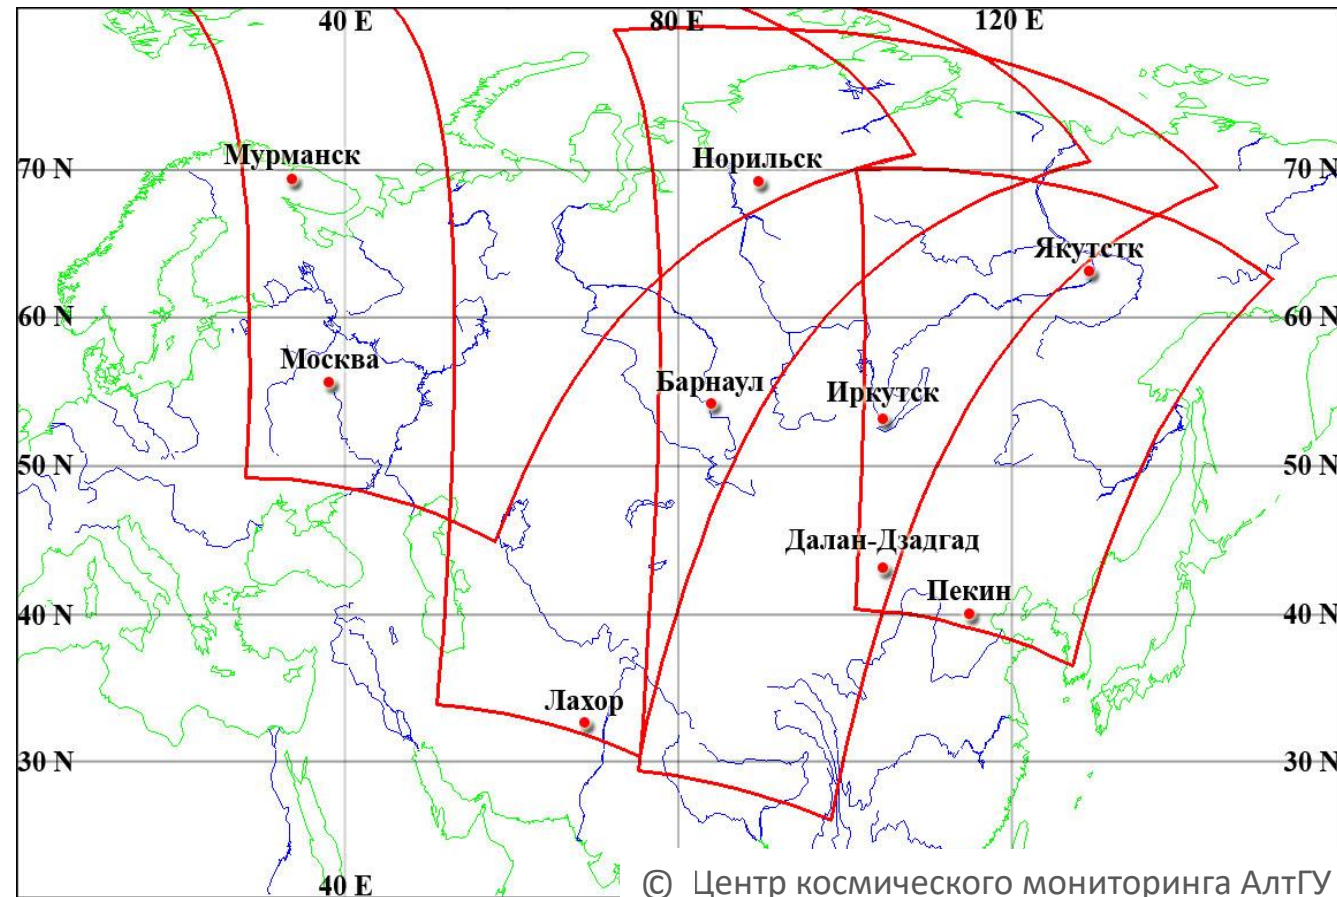 40 E 80 E 120 E
Мурманск
Норильск
70 N 70 N
Якутстк
60 N 60 N
Москва
Барнаул
Иркутск
50 N 50 N
Далан-Дзадгад
Пекин
40 N 40 N
Лахор
30 N 30 N
40 E
© Центр космического мониторинга АлтГУ